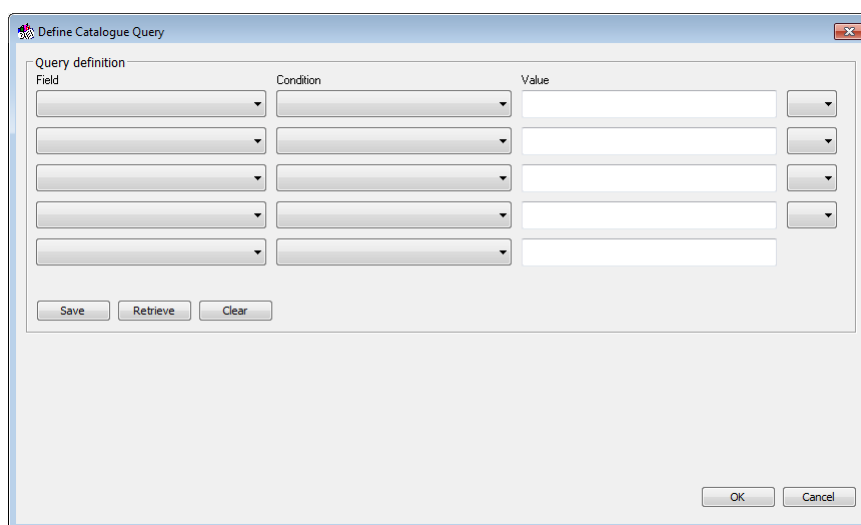 Define Catalogue Query
Query definition
Field Condition Value
Save Retrieve Clear
OK Cancel